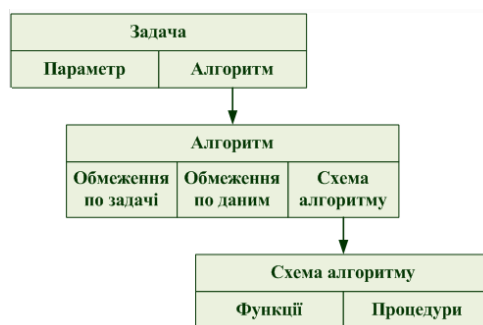 Задача
Параметр Алгоритм
Алгоритм
Обмеження Обмеження Схема
по задачі по даним алгоритму
Схема алгоритму
Функції Процедури